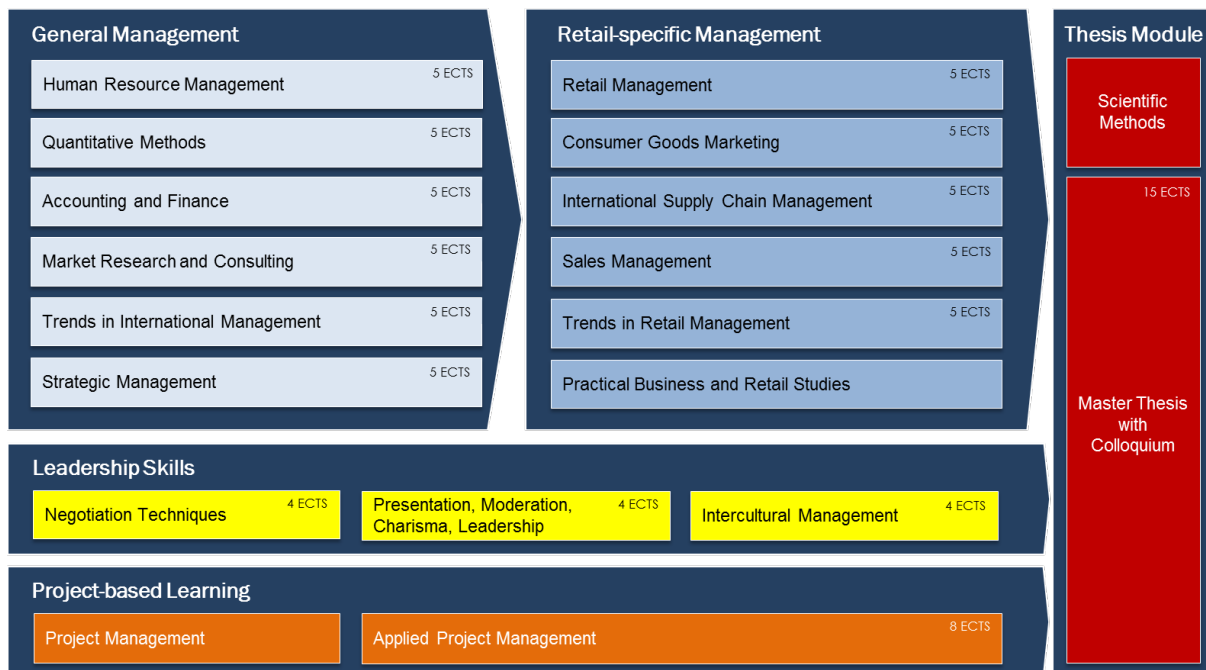 General Management
Human Resource Management
5 ECTS
Quantitative Methods
5 ECTS
Accounting and Finance
5 ECTS
Market Research and Consulting
5 ECTS
Trends in International Management
5 ECTS
Strategic Management
5 ECTS
Retail-specific Management
Retail Management
5 ECTS
Consumer Goods Marketing
5 ECTS
International Supply Chain Management
5 ECTS
Sales Management
5 ECTS
Trends in Retail Management
5 ECTS
Practical Business and Retail Studies
Thesis Module
Scientific
Methods
15 ECTS
Master Thesis
with
Colloquium
Leadership Skills
Negotiation Techniques
4 ECTS
Presentation, Moderation,
Charisma, Leadership
4 ECTS
Intercultural Management
4 ECTS
Project-based Learning
Project Management
Applied Project Management
8 ECTS